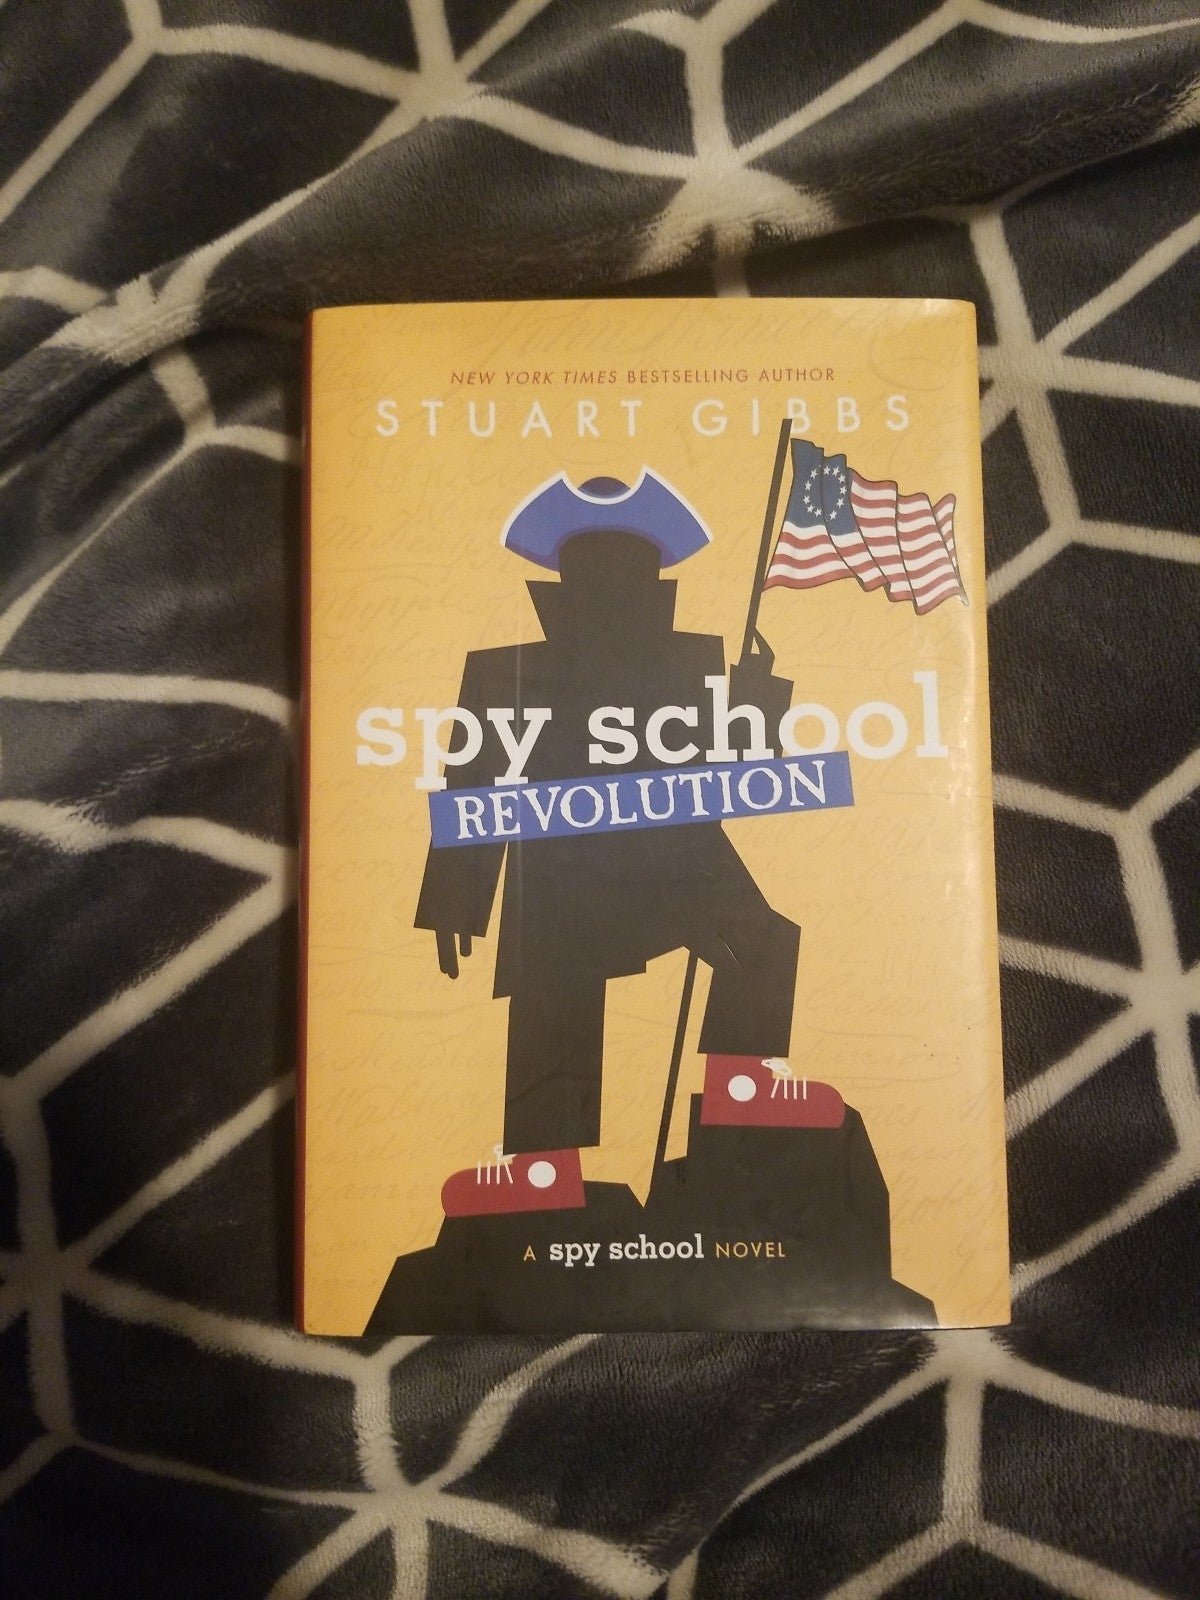 NEW YORK TIMES BESTSELLING AUTHOR
STUART GIBBS
spy school
REVOLUTION
A spy school NOVEL